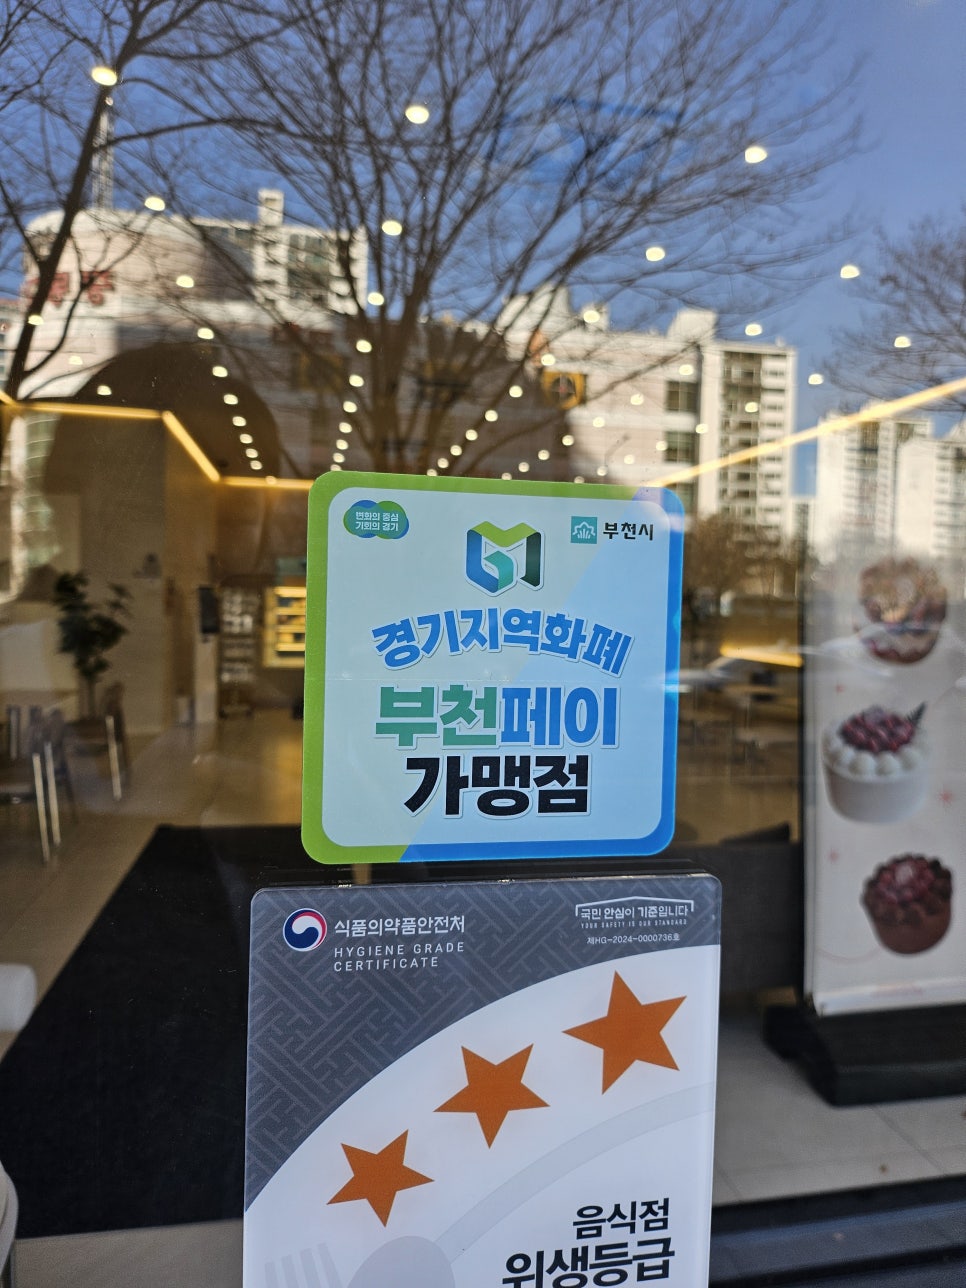 변화의 중심
기회의 경기
부천시
경기지역화폐
부천페이
가맹점
식품의약품안전처
HYGIENE GRADE
CERTIFICATE
국민 안심이 기준입니다
YOUR SAFETY IS OUR STANDARD
제HG-2024-0000736호
음식점
위생등급